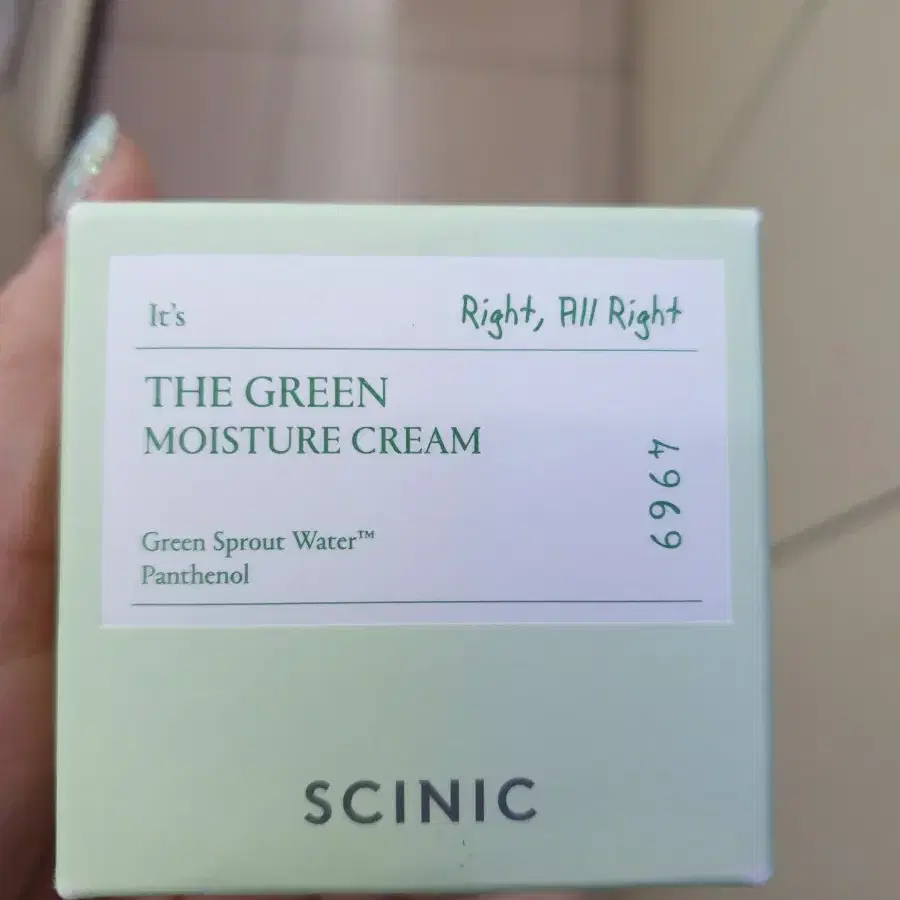 It's Right, All Right
THE GREEN
MOISTURE CREAM
4969
Green Sprout Water™
Panthenol
SCINIC